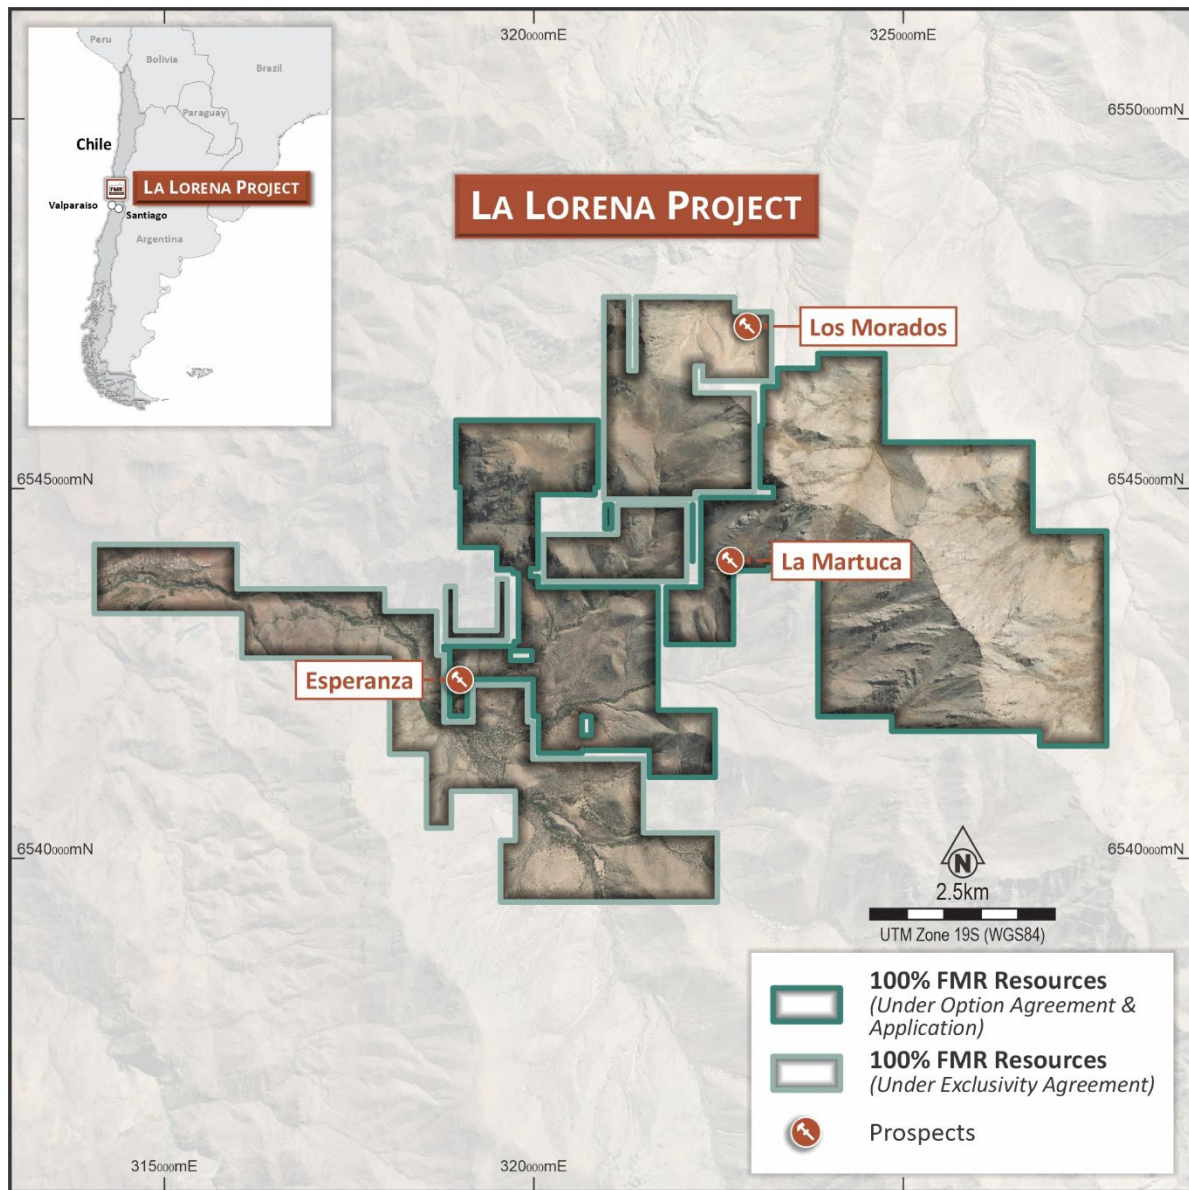 320000mE
325000mE
Peru
Bolivia
Brazil
Paraguay
Chile
FMR
LA LORENA PROJECT
Valparaiso
Santiago
Argentina
6550000mN
LA LORENA PROJECT
Los Morados
6545000mN
6545000mN
La Martuca
Esperanza
6540000mN
6540000mN
N
2.5km
UTM Zone 19S (WGS84)
100% FMR Resources
(Under Option Agreement &
Application)
100% FMR Resources
(Under Exclusivity Agreement)
Prospects
315000mE
320000mE